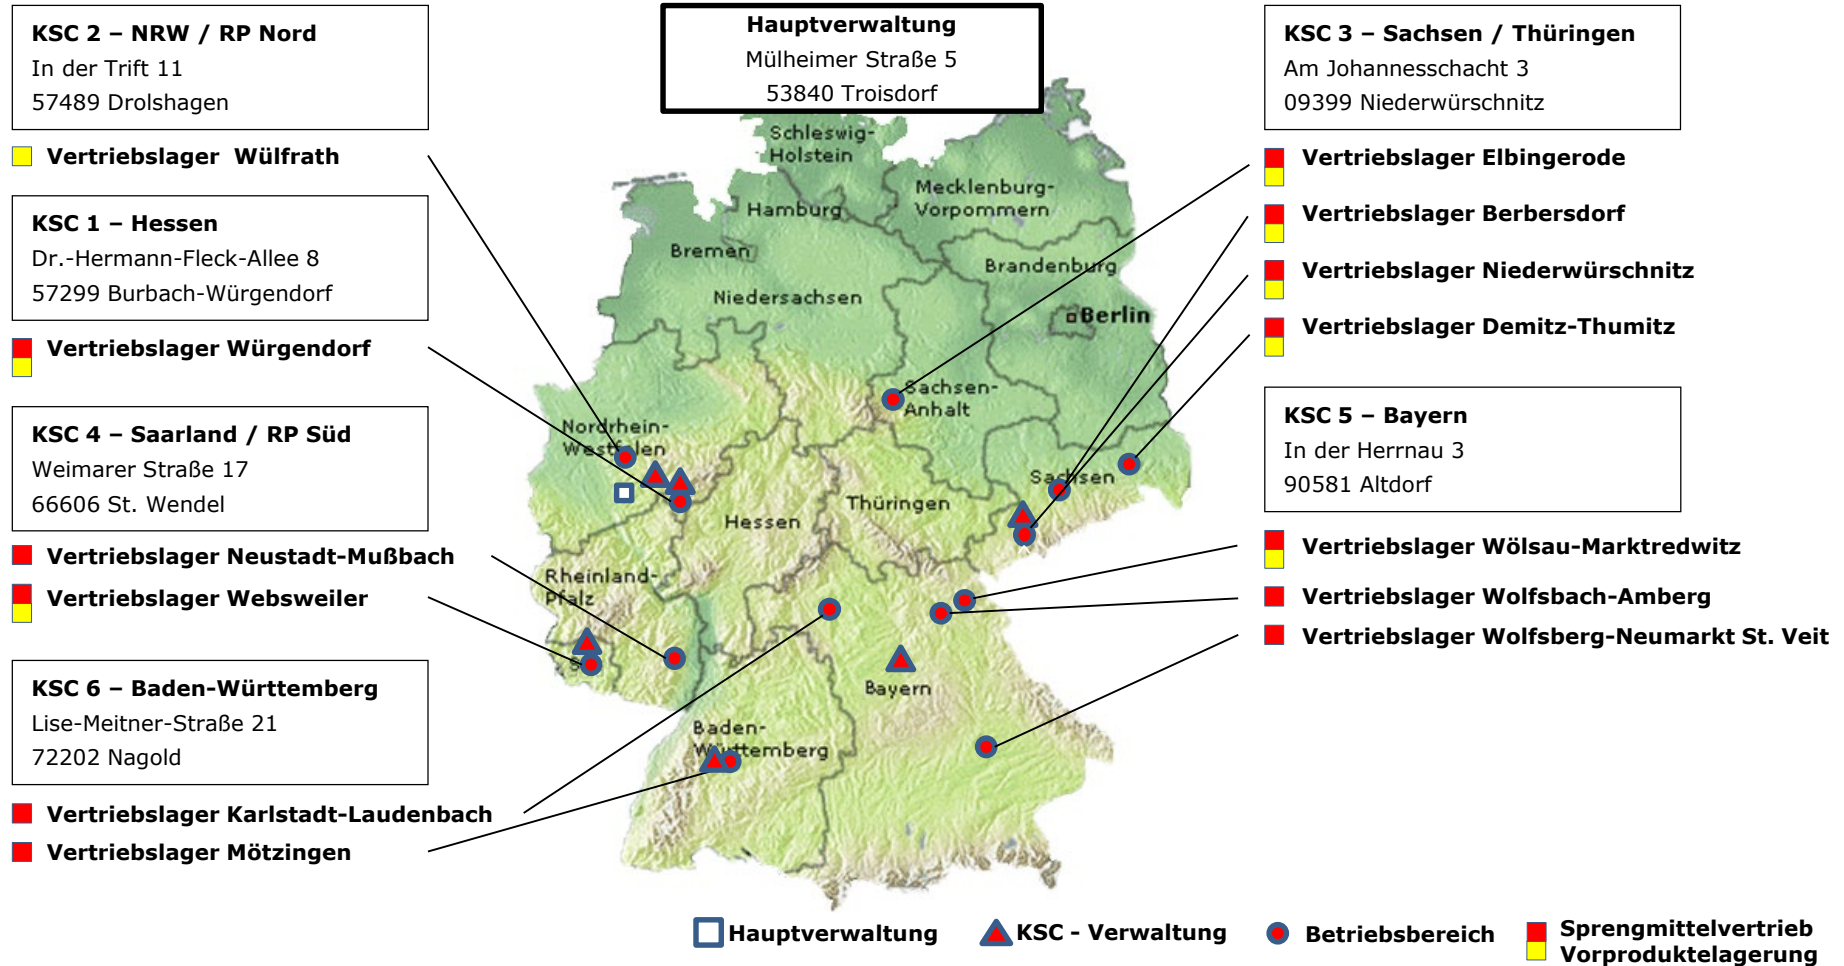 KSC 2 – NRW / RP Nord
In der Trift 11
57489 Drolshagen
Vertriebslager Wülfrath
KSC 1 – Hessen
Dr.-Hermann-Fleck-Allee 8
57299 Burbach-Würgendorf
Vertriebslager Würgendorf
KSC 4 – Saarland / RP Süd
Weimarer Straße 17
66606 St. Wendel
Vertriebslager Neustadt-Mußbach
Vertriebslager Websweiler
KSC 6 – Baden-Württemberg
Lise-Meitner-Straße 21
72202 Nagold
Vertriebslager Karlstadt-Laudenbach
Vertriebslager Mötzingen
Hauptverwaltung
Mülheimer Straße 5
53840 Troisdorf
Schleswig-
Holstein
Mecklenburg-
Vorpommern
Hamburg
Bremen
Brandenburg
Niedersachsen
Berlin
Sachsen-
Anhalt
Nordrhein-
Westfalen
Sachsen
Thüringen
Hessen
Rheinland-
Pfalz
Bayern
Baden-
Württemberg
KSC 3 – Sachsen / Thüringen
Am Johannesschacht 3
09399 Niederwürschnitz
Vertriebslager Elbingerode
Vertriebslager Berbersdorf
Vertriebslager Niederwürschnitz
Vertriebslager Demitz-Thumitz
KSC 5 – Bayern
In der Herrnau 3
90581 Altdorf
Vertriebslager Wölsau-Marktredwitz
Vertriebslager Wolfsbach-Amberg
Vertriebslager Wolfsberg-Neumarkt St. Veit
Hauptverwaltung
KSC - Verwaltung
Betriebsbereich
Sprengmittelvertrieb
Vorproduktelagerung